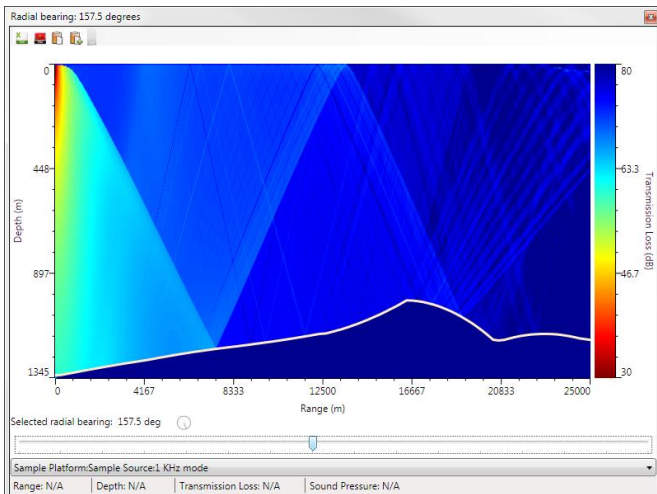 Radial bearing: 157.5 degrees
0
448
897
1345
Depth (m)
0 4167 8333 12500 16667 20833 25000
Range (m)
80
63.3
46.7
30
Transmission Loss (dB)
Selected radial bearing: 157.5 deg
Sample Platform:Sample Source:1 KHz mode
Range: N/A Depth: N/A Transmission Loss: N/A Sound Pressure: N/A